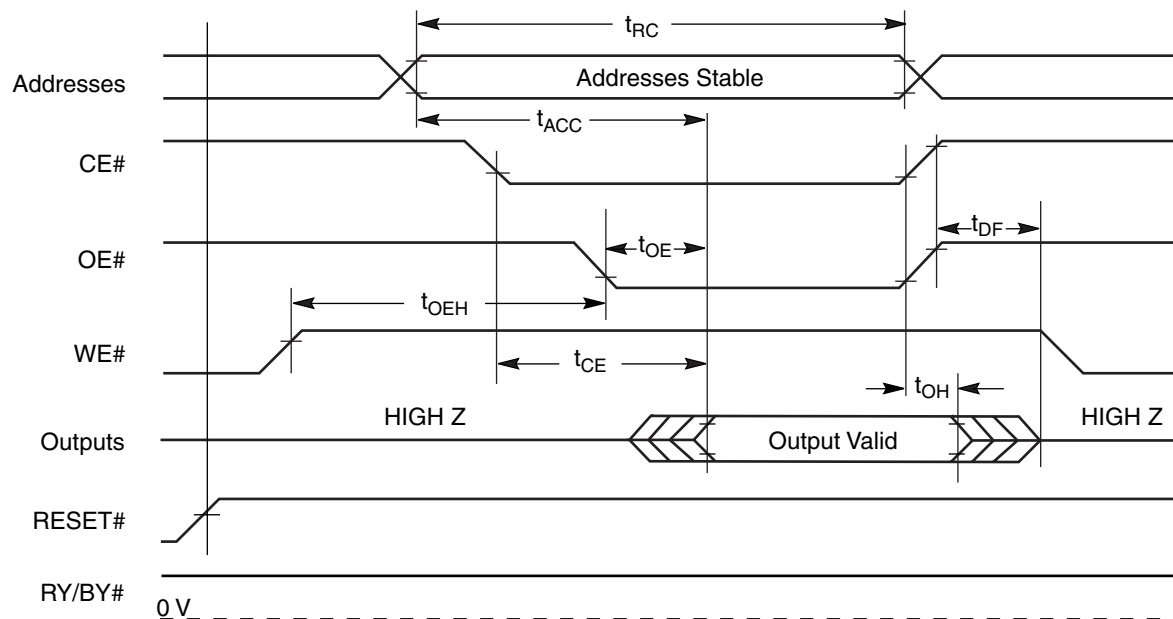 tRC
Addresses
Addresses Stable
tACC
CE#
tDF
OE#
tOE
tOEH
WE#
tCE
tOH
HIGH Z
HIGH Z
Outputs
Output Valid
RESET#
RY/BY#
0 V